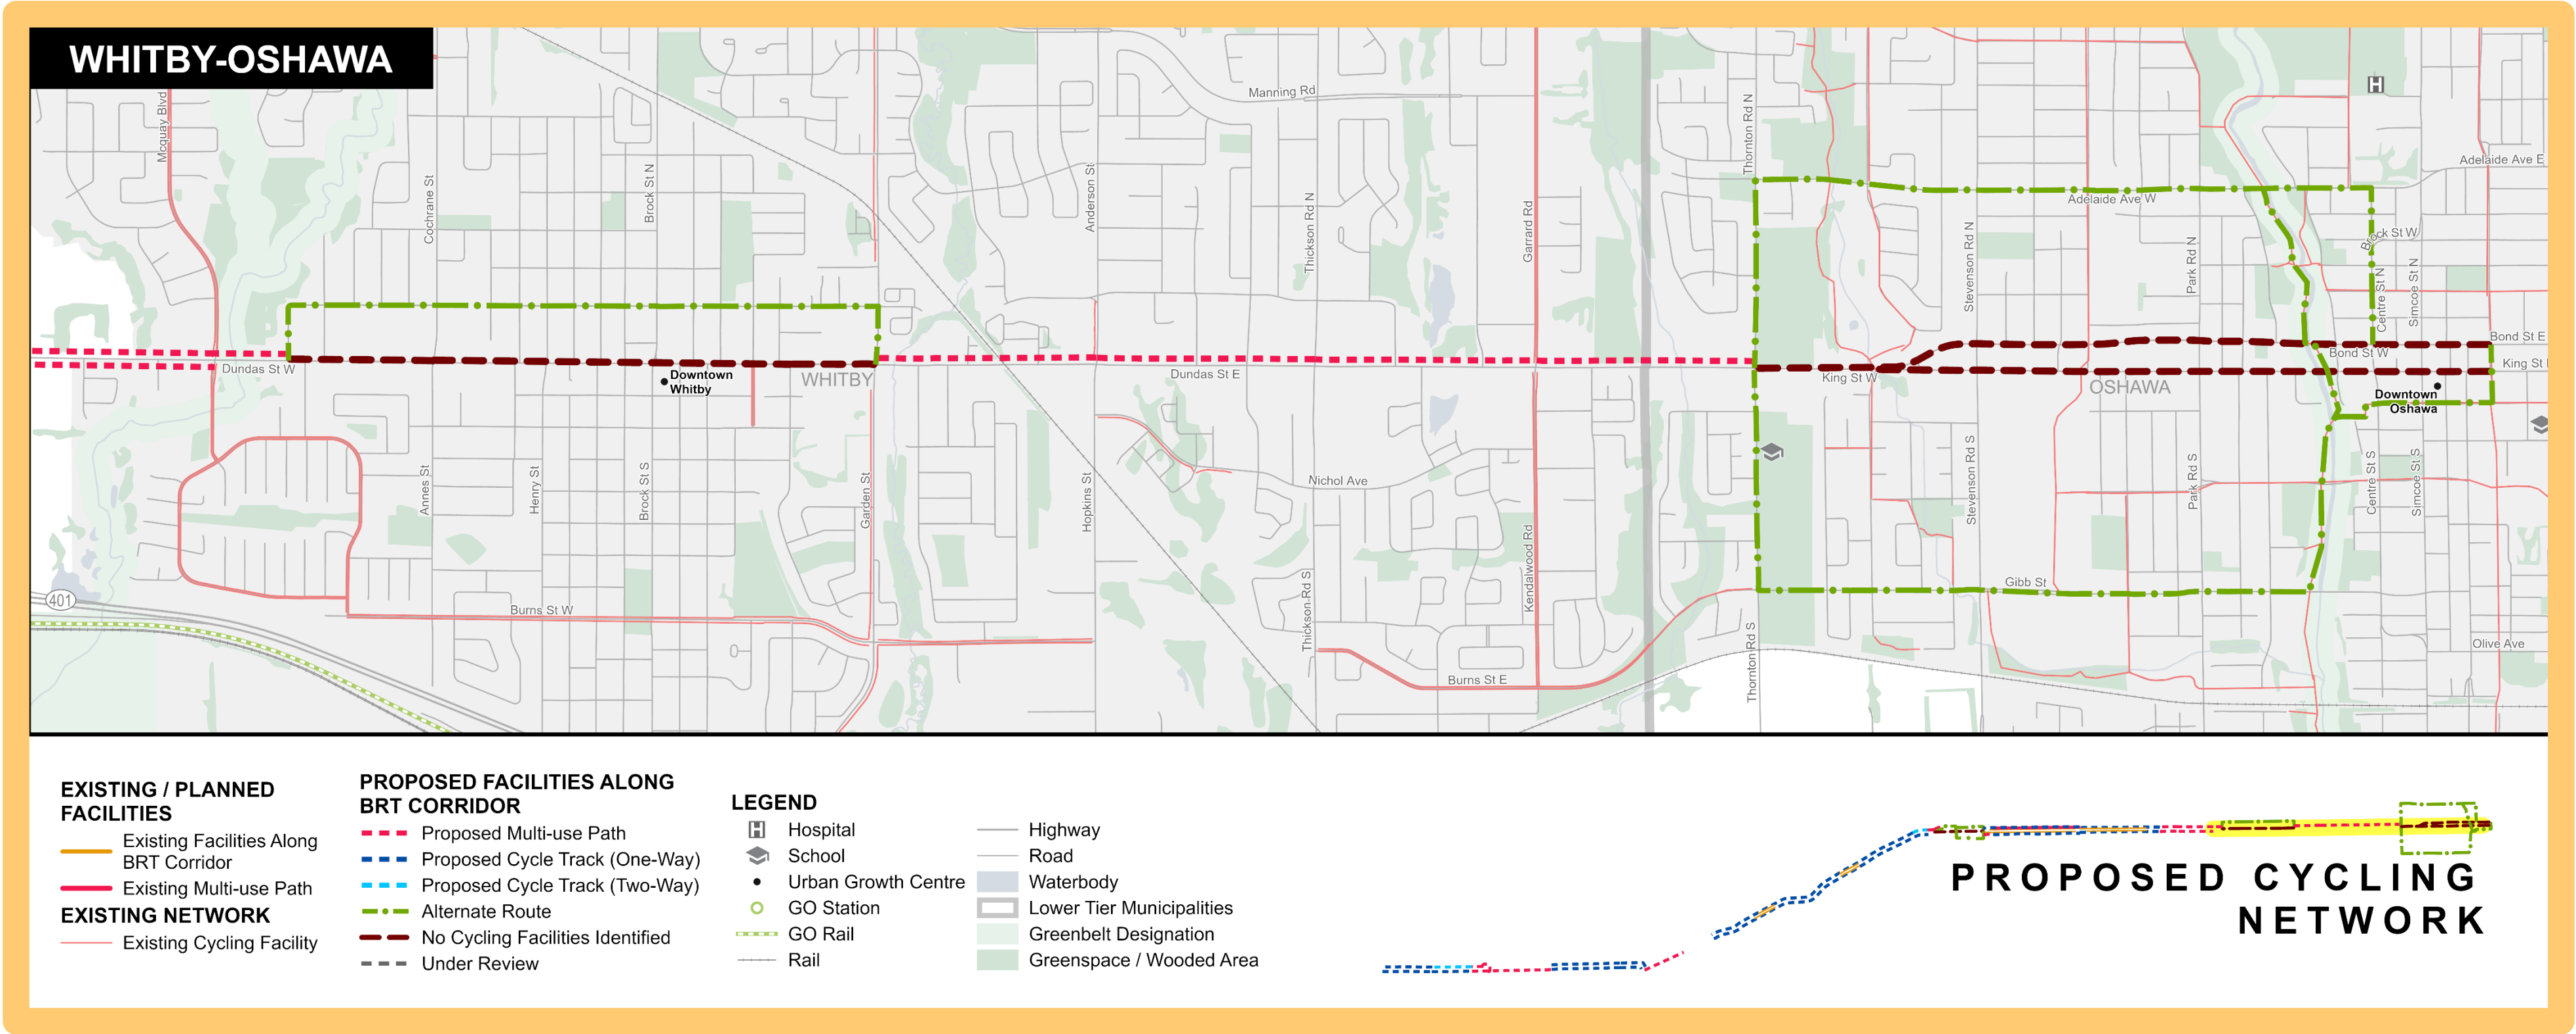 WHITBY-OSHAWA
Mcquay Blvd
Cochrane St
Brock St N
Anderson St
Manning Rd
Thickson Rd N
Garrard Rd
Thornton Rd N
Adelaide Ave W
Adelaide Ave E
Stevenson Rd N
Park Rd N
Brock St W
Centre St N
Simcoe St N
Bond St E
Bond St W
King St
King St W
Dundas St W
Downtown
Whitby
WHITBY
Dundas St E
OSHAWA
Downtown
Oshawa
Annes St
Henry St
Brock St S
Garden St
Hopkins St
Nichol Ave
Thickson Rd S
Kendalwood Rd
Thornton Rd S
Stevenson Rd S
Park Rd S
Centre St S
Simcoe St S
Gibb St
Olive Ave
401
Burns St W
Burns St E
H
EXISTING / PLANNED
FACILITIES
Existing Facilities Along
BRT Corridor
Existing Multi-use Path
EXISTING NETWORK
Existing Cycling Facility
PROPOSED FACILITIES ALONG
BRT CORRIDOR
Proposed Multi-use Path
Proposed Cycle Track (One-Way)
Proposed Cycle Track (Two-Way)
Alternate Route
No Cycling Facilities Identified
Under Review
LEGEND
H Hospital
School
Urban Growth Centre
GO Station
GO Rail
Rail
Highway
Road
Waterbody
Lower Tier Municipalities
Greenbelt Designation
Greenspace / Wooded Area
PROPOSED CYCLING
NETWORK